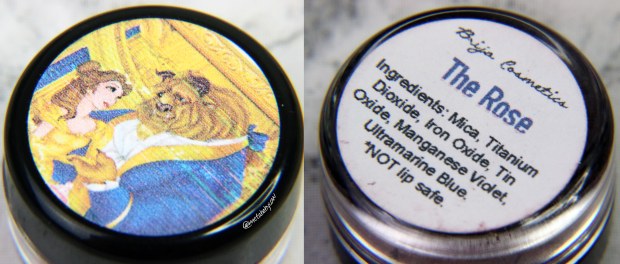 Bija Cosmetics
The Rose
Ingredients: Mica, Titanium
Dioxide, Iron Oxide, Tin
Oxide, Manganese Violet,
Ultramarine Blue.
*NOT lip safe.